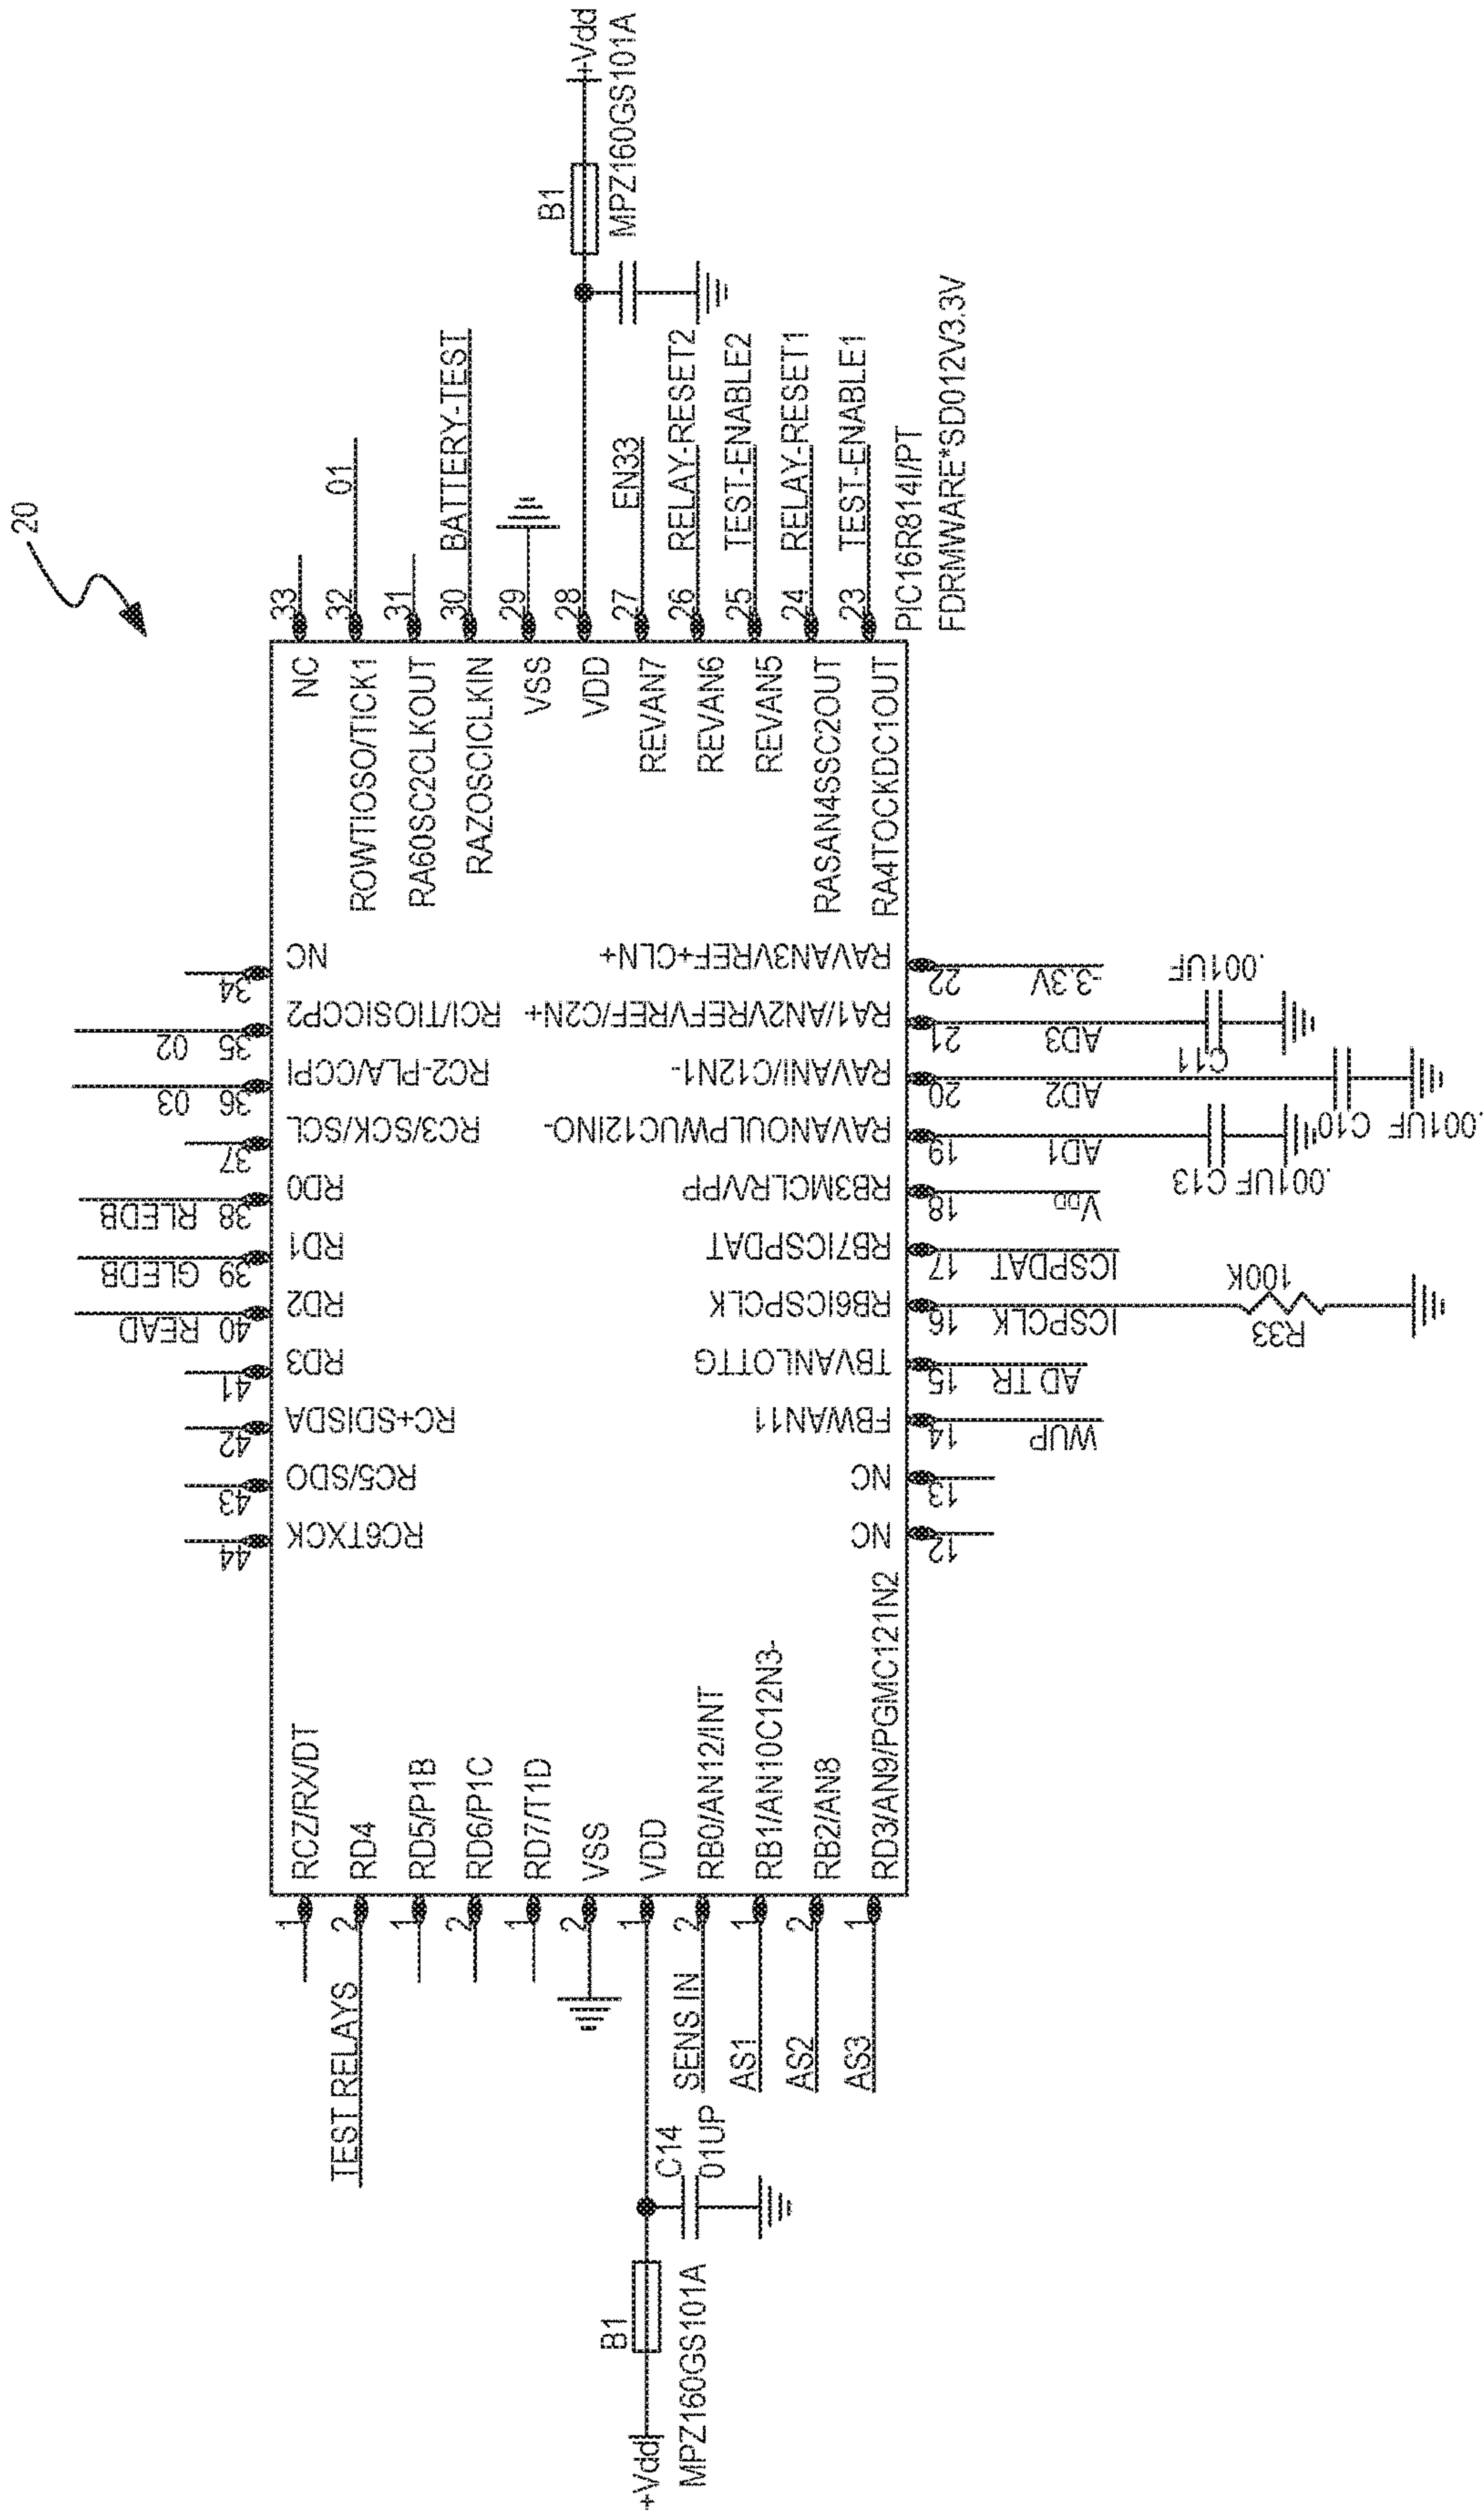 20
33
NC
32
01
ROWTIOSO/TICK1
31
RA60SC2CLKOUT
30
BATTERY-TEST
RAZOSCICLKIN
29
VSS
28
VDD
B1
+Vdd
MPZ160GS101A
27
EN33
REVAN7
26
RELAY-RESET2
REVAN6
25
TEST-ENABLE2
REVAN5
24
RELAY-RESET1
RASAN4SSC2OUT
23
TEST-ENABLE1
RA4TOCKDC1OUT
PIC16R814I/PT
FDRMWARE*SD012V3.3V
34
NC
35 02
RCI/TIOSICCP2
36 03
RC2-PLA/CCPI
37
RC3/SCK/SCL
38 RLEDB
RD0
39 GLEDB
RD1
40 READ
RD2
41
RD3
42
RC+SDISDA
43
RC5/SDO
44
RC6TXCK
RAVAN3VREF+CLN+
22 -3.3V
RA1/AN2VREFVREF/C2N+
21 AD3
C11
.001UF
RAVANI/C12N1-
20 AD2
.001UF C10
RAVANOULPWUC12INO-
19 AD1
.001UF C13
RB3MCLR/VPP
18 VDD
RB7ICSPDAT
17 ICSPDAT
RB6ICSPCLK
16 ICSPCLK
R33
100K
TBVANLOTTG
15 AD TR
FBWAN11
14 WUP
NC
13
NC
12
1
RCZ/RX/DT
TEST RELAYS
2
RD4
1
RD5/P1B
2
RD6/P1C
1
RD7/T1D
2
VSS
1
VDD
+Vdd
B1
MPZ160GS101A
C14
01UP
SENS IN
2
RB0/AN12/INT
AS1
1
RB1/AN10C12N3-
AS2
2
RB2/AN8
AS3
1
RD3/AN9/PGMC121N2